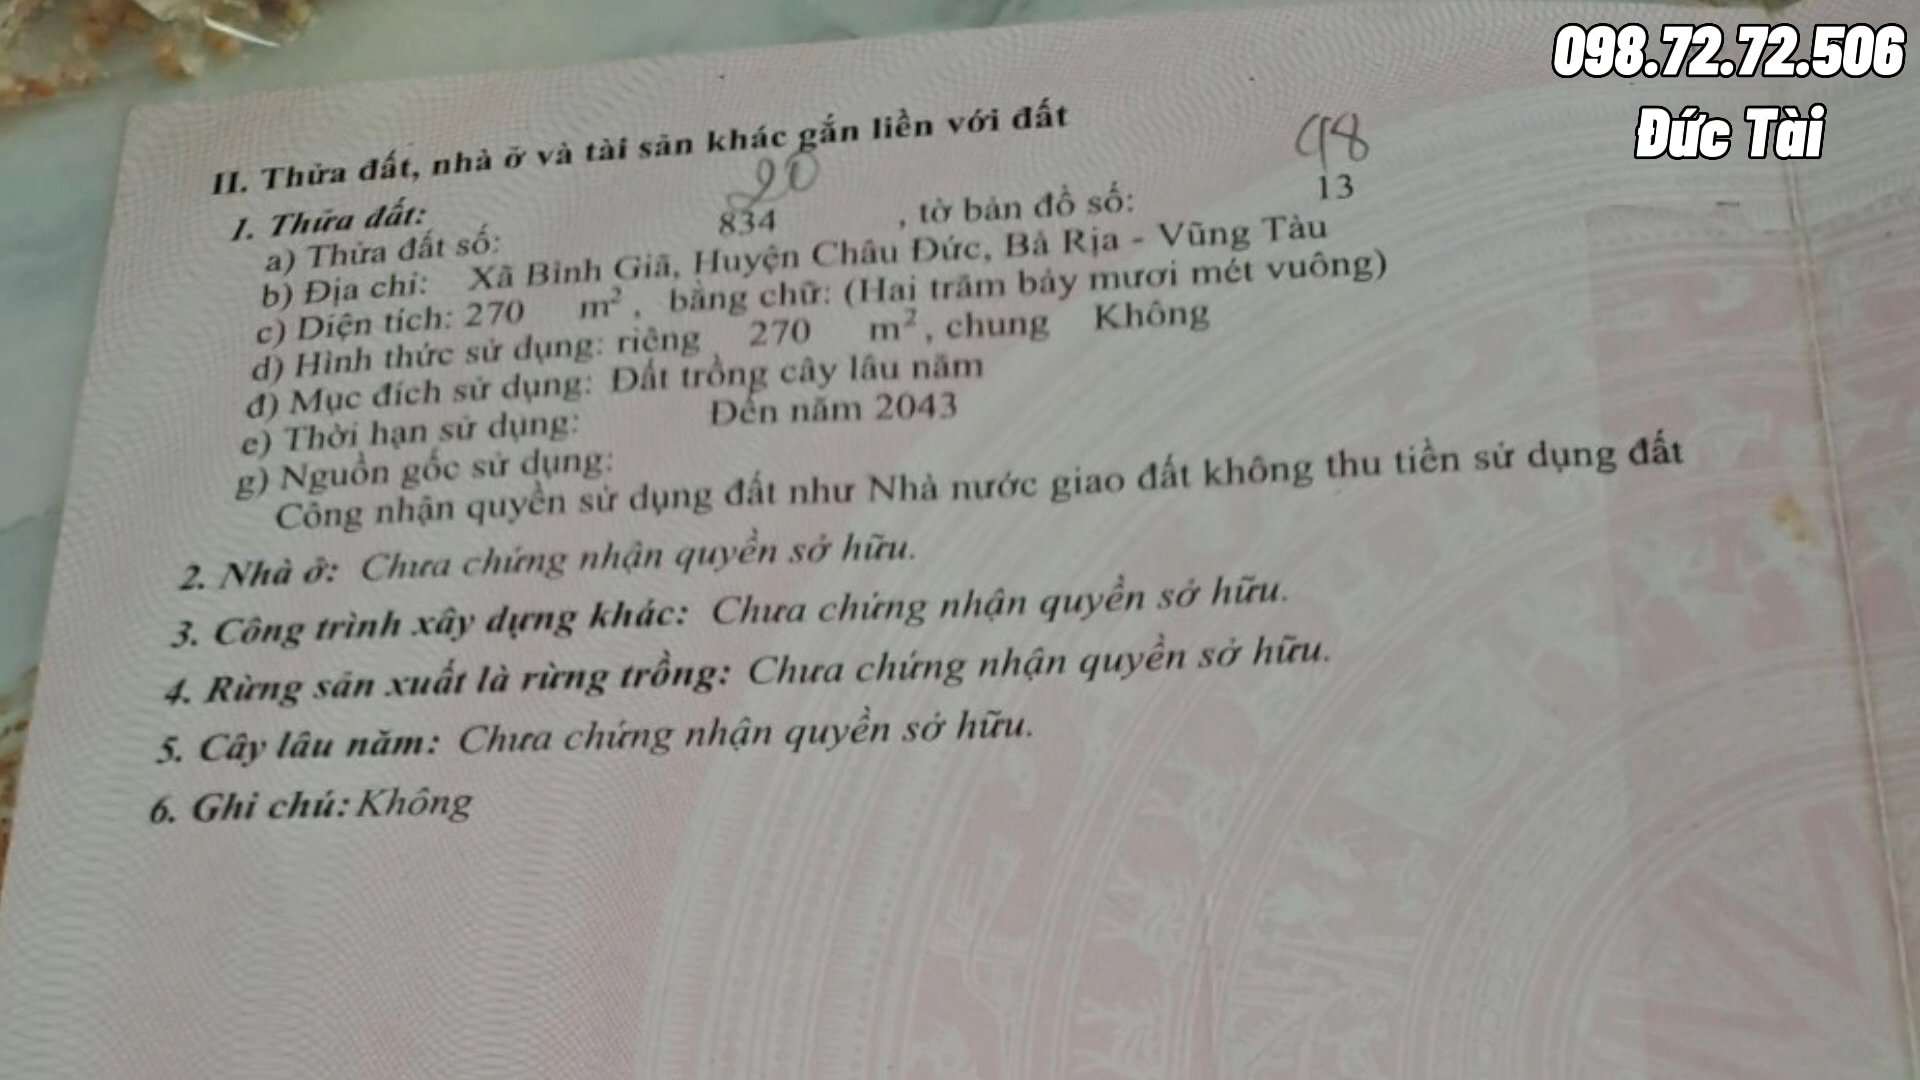 098.72.72.506
Đức Tài
II. Thửa đất, nhà ở và tài sản khác gắn liền với đất
20 48
1. Thửa đất:
a) Thửa đất số: 834 , tờ bản đồ số: 13
b) Địa chỉ: Xã Bình Giã, Huyện Châu Đức, Bà Rịa - Vũng Tàu
c) Diện tích: 270 m², bằng chữ: (Hai trăm bảy mươi mét vuông)
d) Hình thức sử dụng: riêng 270 m², chung Không
đ) Mục đích sử dụng: Đất trồng cây lâu năm
e) Thời hạn sử dụng: Đến năm 2043
g) Nguồn gốc sử dụng:
Công nhận quyền sử dụng đất như Nhà nước giao đất không thu tiền sử dụng đất
2. Nhà ở: Chưa chứng nhận quyền sở hữu.
3. Công trình xây dựng khác: Chưa chứng nhận quyền sở hữu.
4. Rừng sản xuất là rừng trồng: Chưa chứng nhận quyền sở hữu.
5. Cây lâu năm: Chưa chứng nhận quyền sở hữu.
6. Ghi chú: Không